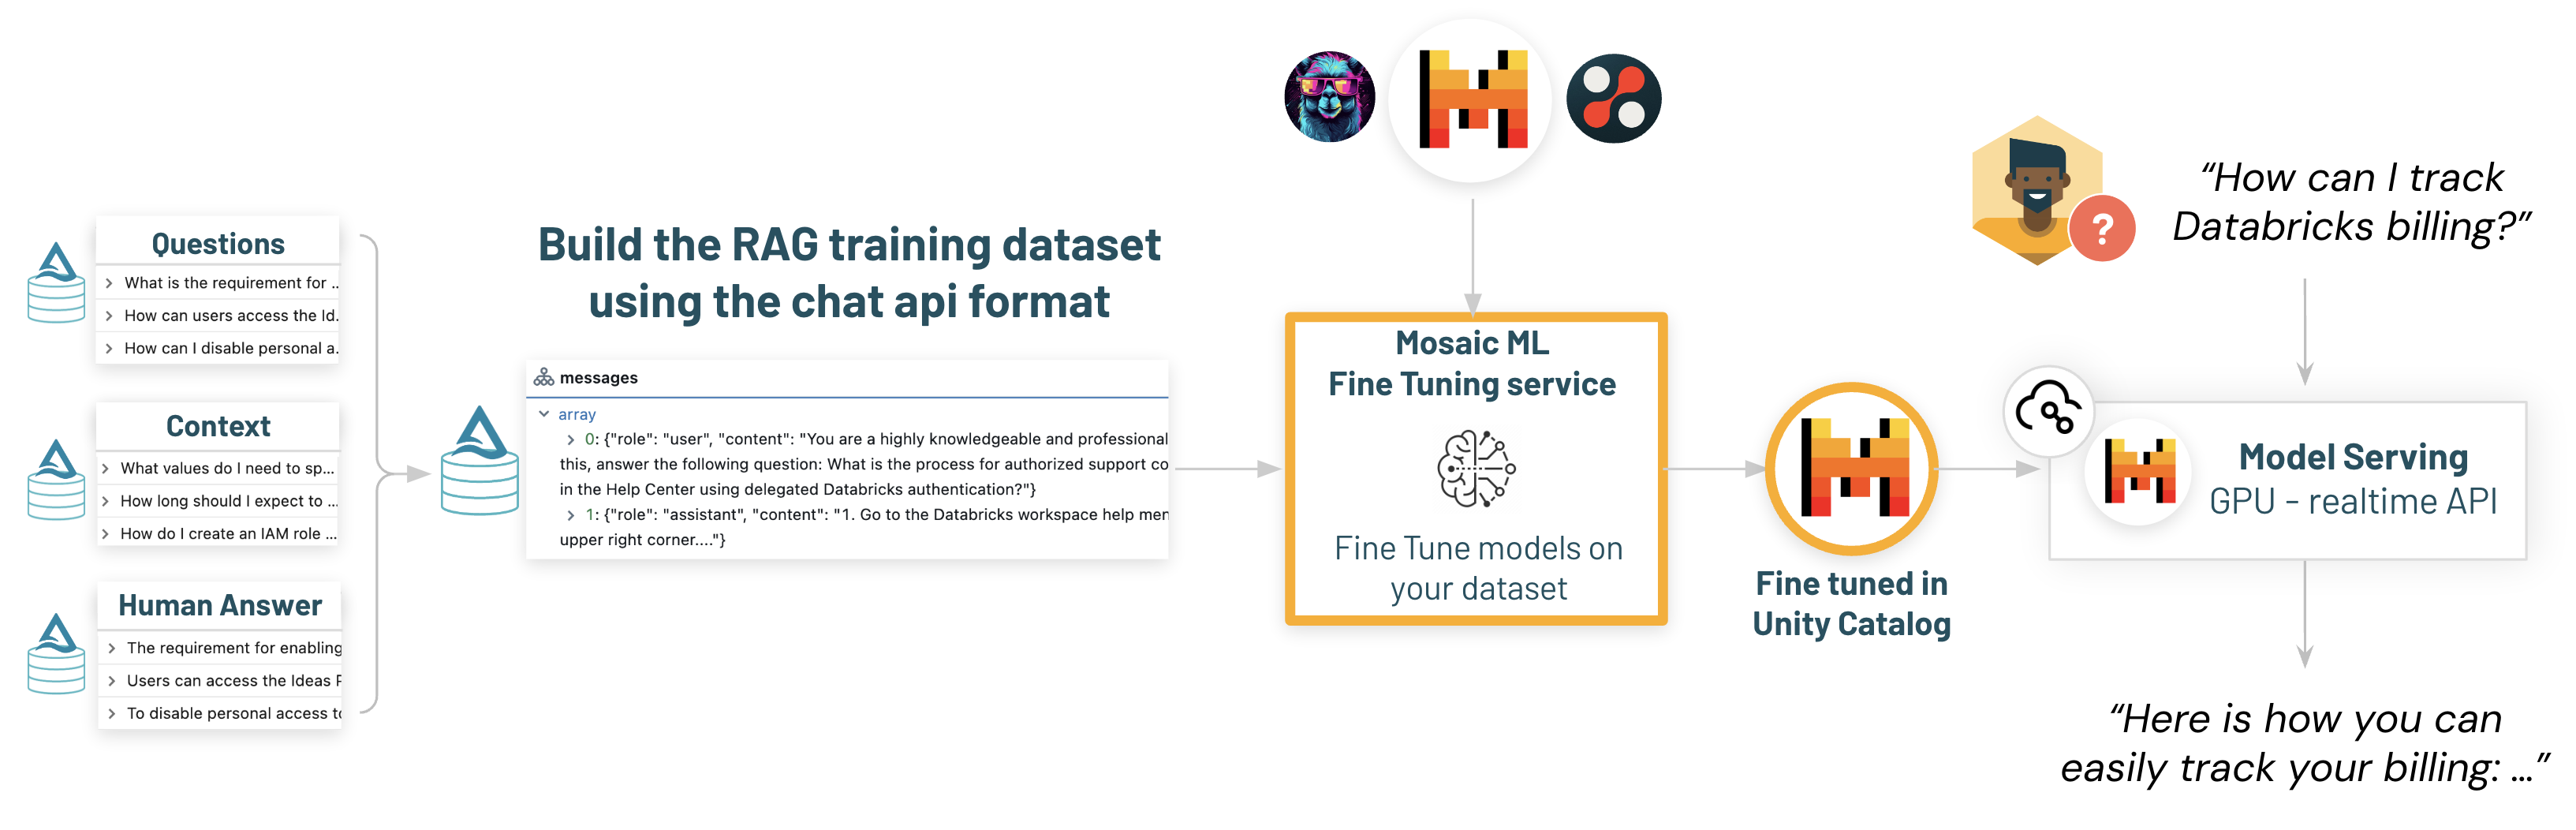 Questions
What is the requirement for ..
How can users access the Id.
How can I disable personal a.
Context
What values do I need to sp...
How long should I expect to ...
How do I create an IAM role ...
Human Answer
The requirement for enabling
Users can access the Ideas P
To disable personal access to
Build the RAG training dataset
using the chat api format
messages
array
0: {"role": "user", "content": "You are a highly knowledgeable and professional
this, answer the following question: What is the process for authorized support co
in the Help Center using delegated Databricks authentication?"}
1: {"role": "assistant", "content": "1. Go to the Databricks workspace help men
upper right corner...."}
Mosaic ML
Fine Tuning service
Fine Tune models on
your dataset
Fine tuned in
Unity Catalog
?
“How can I track
Databricks billing?”
Model Serving
GPU - realtime API
“Here is how you can
easily track your billing: ...”